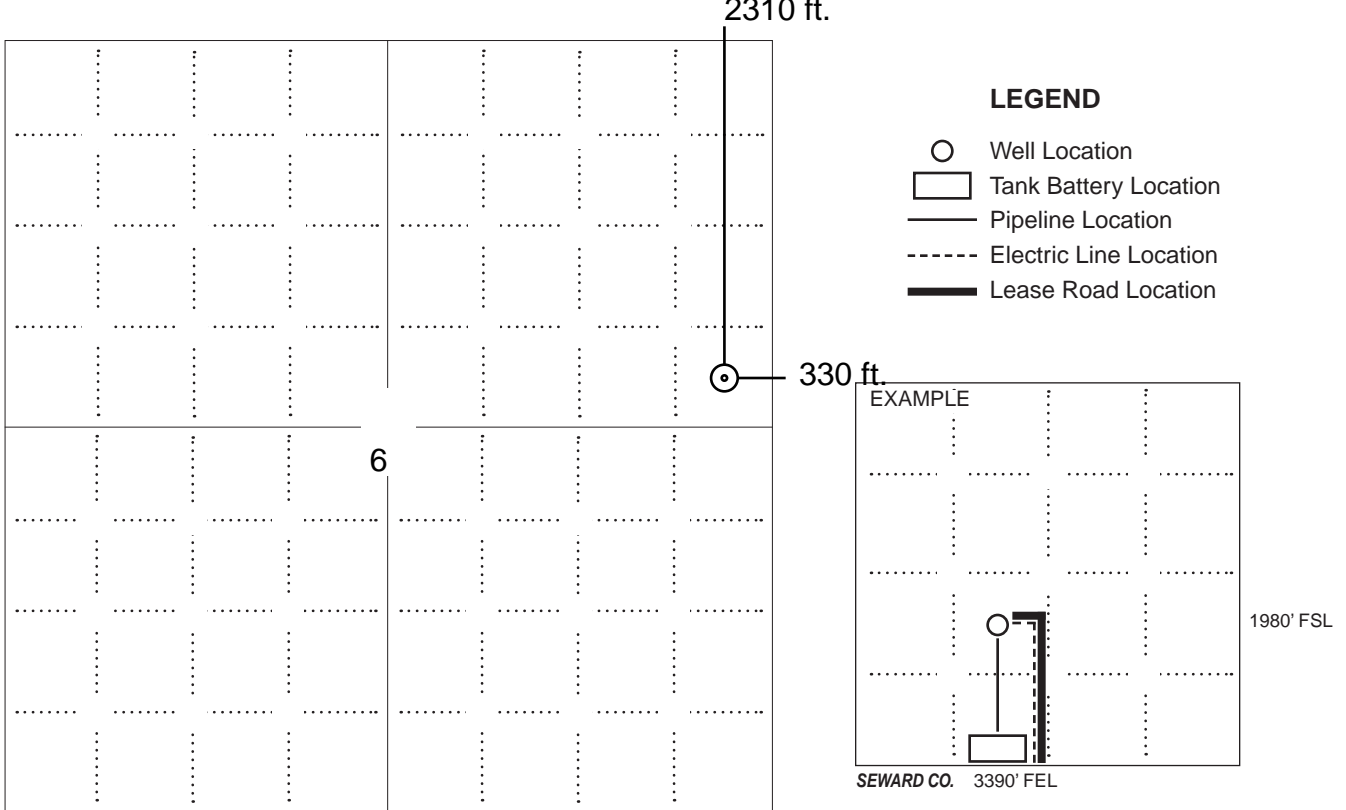 2310 ft.
LEGEND
Well Location
Tank Battery Location
Pipeline Location
Electric Line Location
Lease Road Location
330 ft.
EXAMPLE
6
1980' FSL
SEWARD CO. 3390' FEL